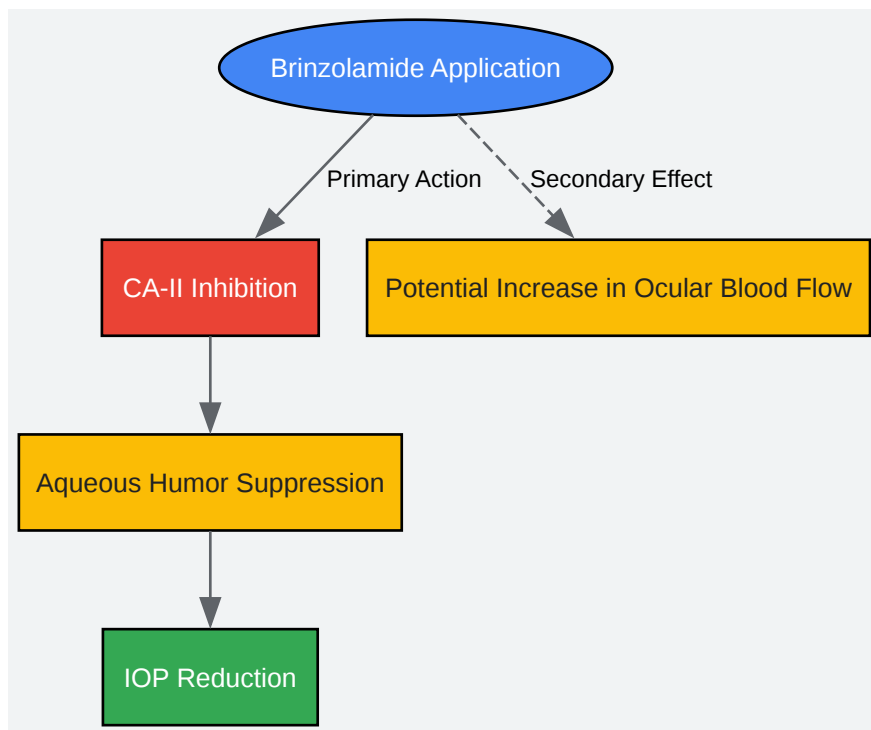 Brinzolamide Application
Primary Action
Secondary Effect
CA-II Inhibition
Potential Increase in Ocular Blood Flow
Aqueous Humor Suppression
IOP Reduction